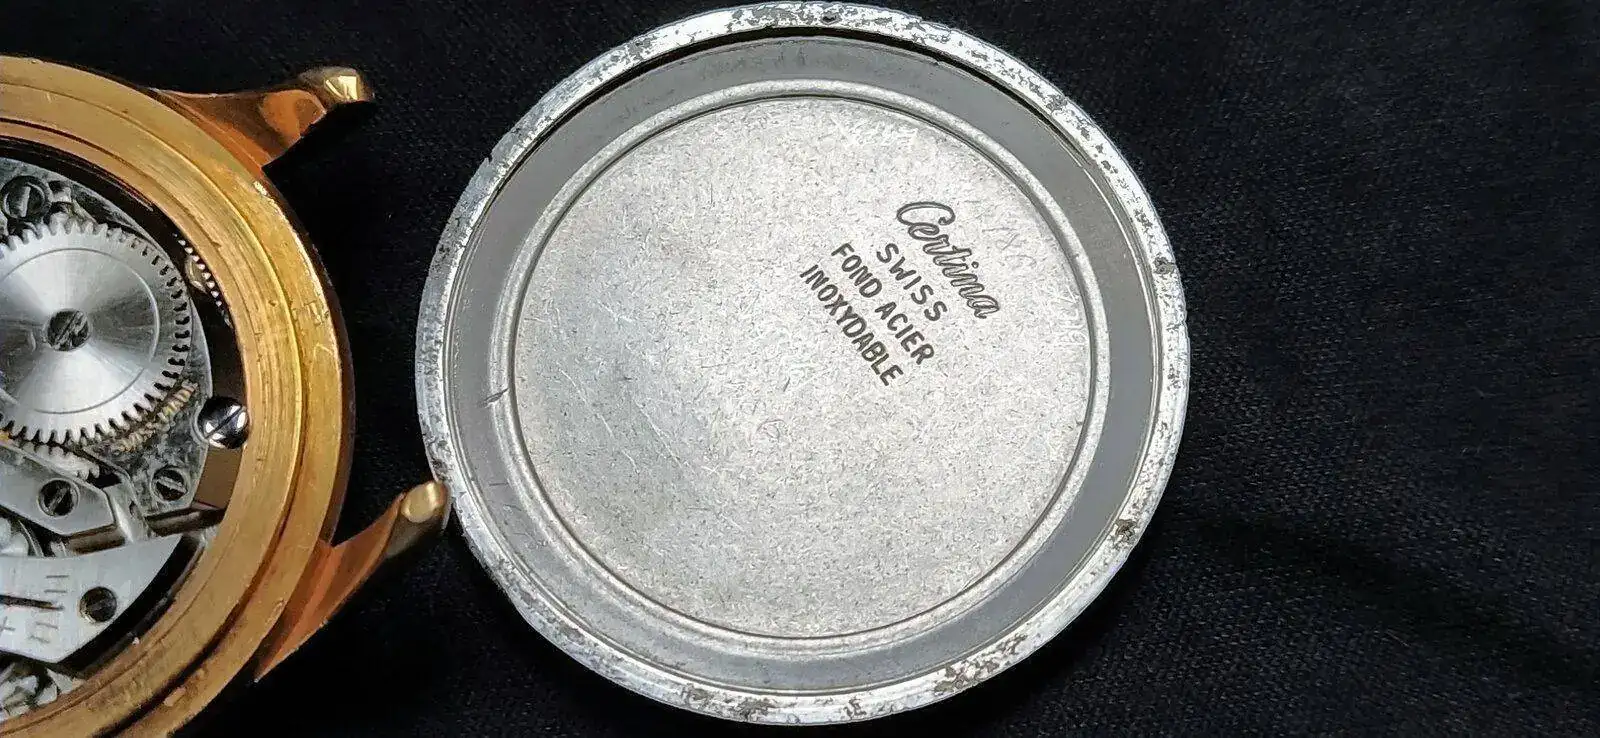 Certina
SWISS
FOND ACIER
INOXYDABLE